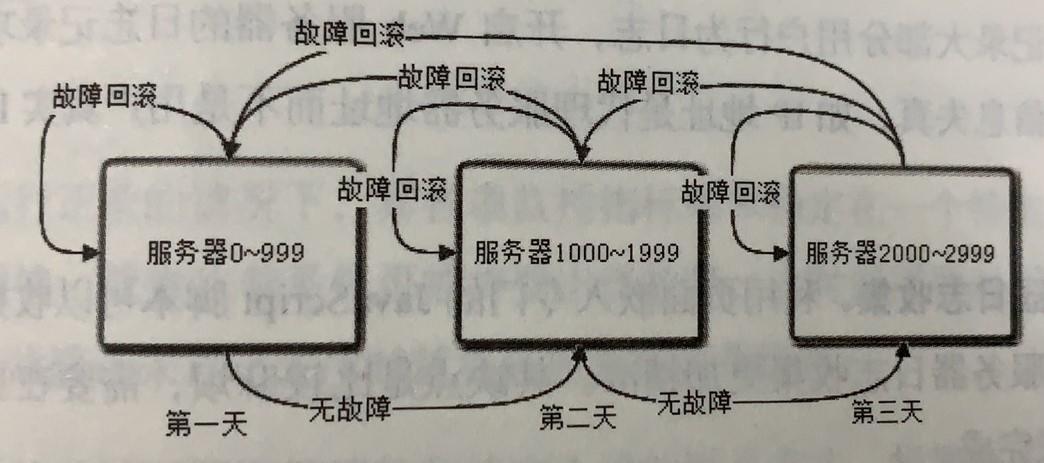 故障回滚
故障回滚 故障回滚
故障回滚
故障回滚 故障回滚
服务器0~999 服务器1000~1999 服务器2000~2999
无故障 无故障
第一天 第二天 第三天